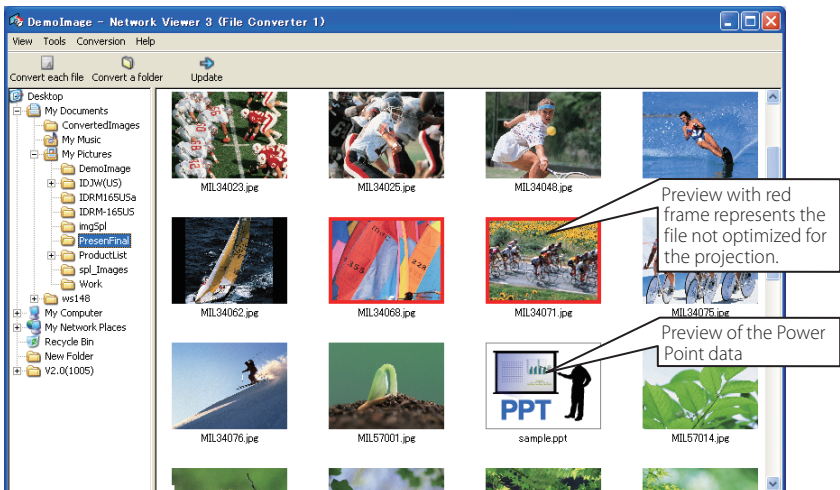 DemoImage - Network Viewer 3 (File Converter 1)
View Tools Conversion Help
Convert each file Convert a folder Update
Desktop
My Documents
ConvertedImages
My Music
My Pictures
DemoImage
IDJW(US)
IDRM165USa
IDRM-165US
imgSpl
PresenFinal
ProductList
spl_Images
Work
ws148
My Computer
My Network Places
Recycle Bin
New Folder
V2.0(1005)
MIL34023.jpg MIL34025.jpg MIL34048.jpg
Preview with red
frame represents the
file not optimized for
the projection.
MIL34062.jpg MIL34068.jpg MIL34071.jpg MIL34075.jpg
Preview of the Power
Point data
PPT
MIL34076.jpg MIL57001.jpg sample.ppt MIL57014.jpg